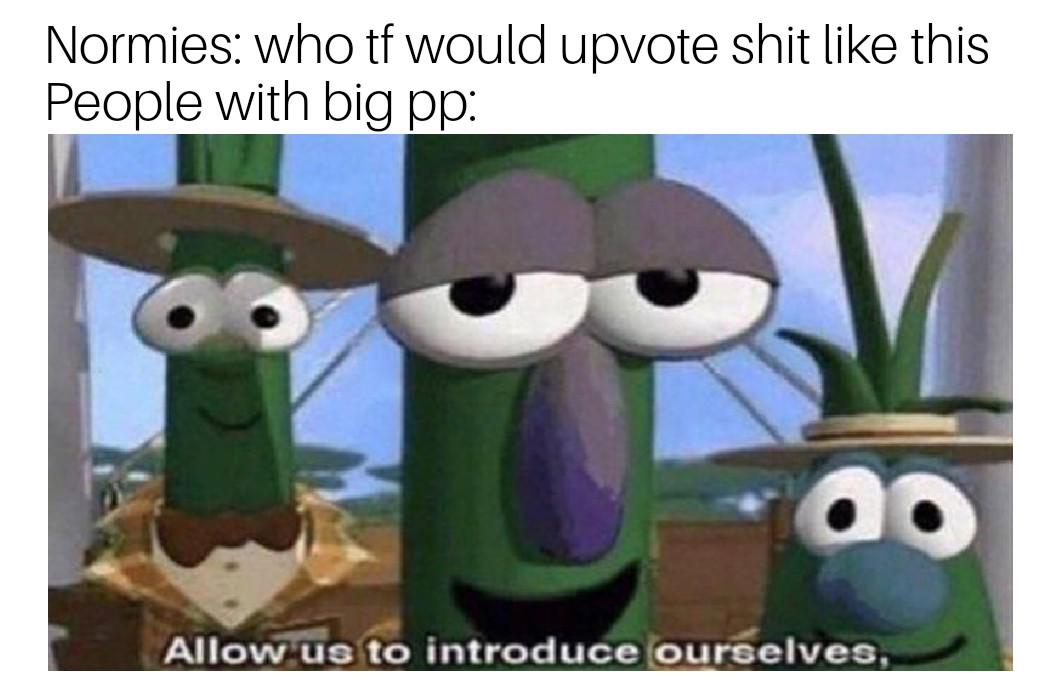 Normies: who tf would upvote shit like this
People with big pp:
Allow us to introduce ourselves,